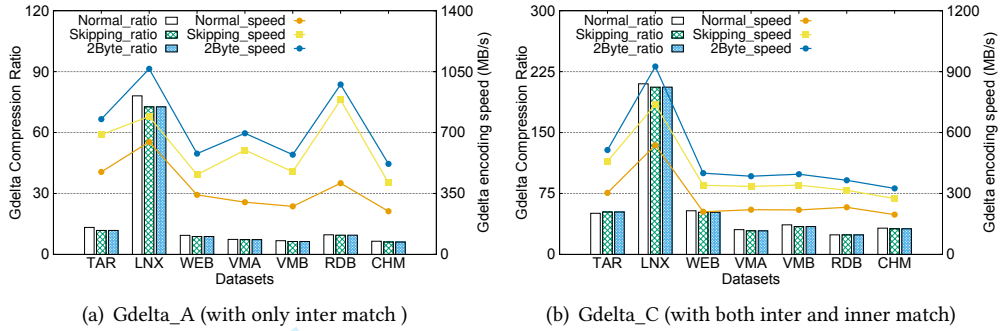 Normal_ratio Normal_speed
Skipping_ratio Skipping_speed
2Byte_ratio 2Byte_speed
120
90
60
30
0
Gdelta Compression Ratio
1400
1050
700
350
0
Gdelta encoding speed (MB/s)
TAR LNX WEB VMA VMB RDB CHM
Datasets
(a) Gdelta_A (with only inter match )
Normal_ratio Normal_speed
Skipping_ratio Skipping_speed
2Byte_ratio 2Byte_speed
300
225
150
75
0
Gdelta Compression Ratio
1200
900
600
300
0
Gdelta encoding speed (MB/s)
TAR LNX WEB VMA VMB RDB CHM
Datasets
(b) Gdelta_C (with both inter and inner match)